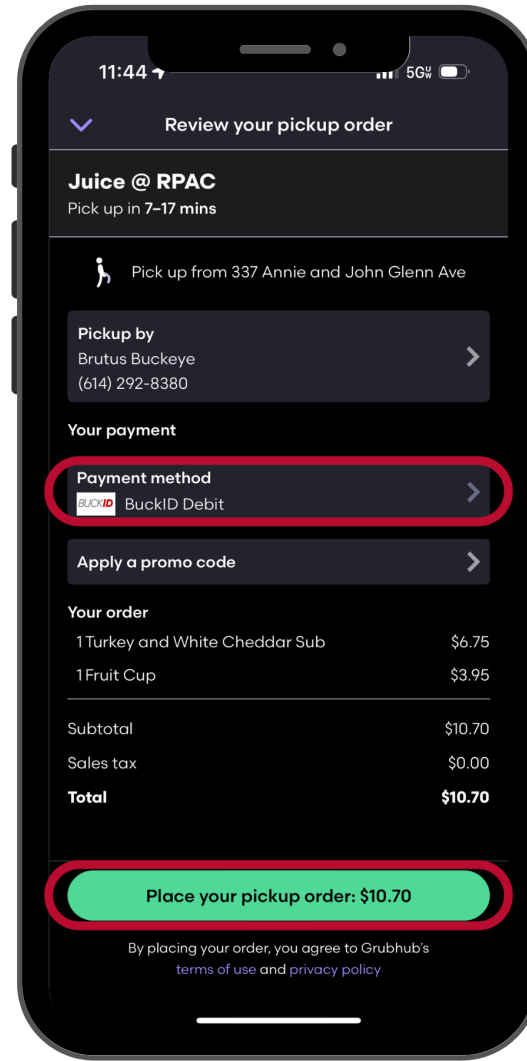 11:44
5G UW
Review your pickup order
Juice @ RPAC
Pick up in 7–17 mins
Pick up from 337 Annie and John Glenn Ave
Pickup by
Brutus Buckeye
(614) 292-8380
Your payment
Payment method
BUCKID BuckID Debit
Apply a promo code
Your order
1 Turkey and White Cheddar Sub $6.75
1 Fruit Cup $3.95
Subtotal $10.70
Sales tax $0.00
Total $10.70
Place your pickup order: $10.70
By placing your order, you agree to Grubhub's
terms of use and privacy policy